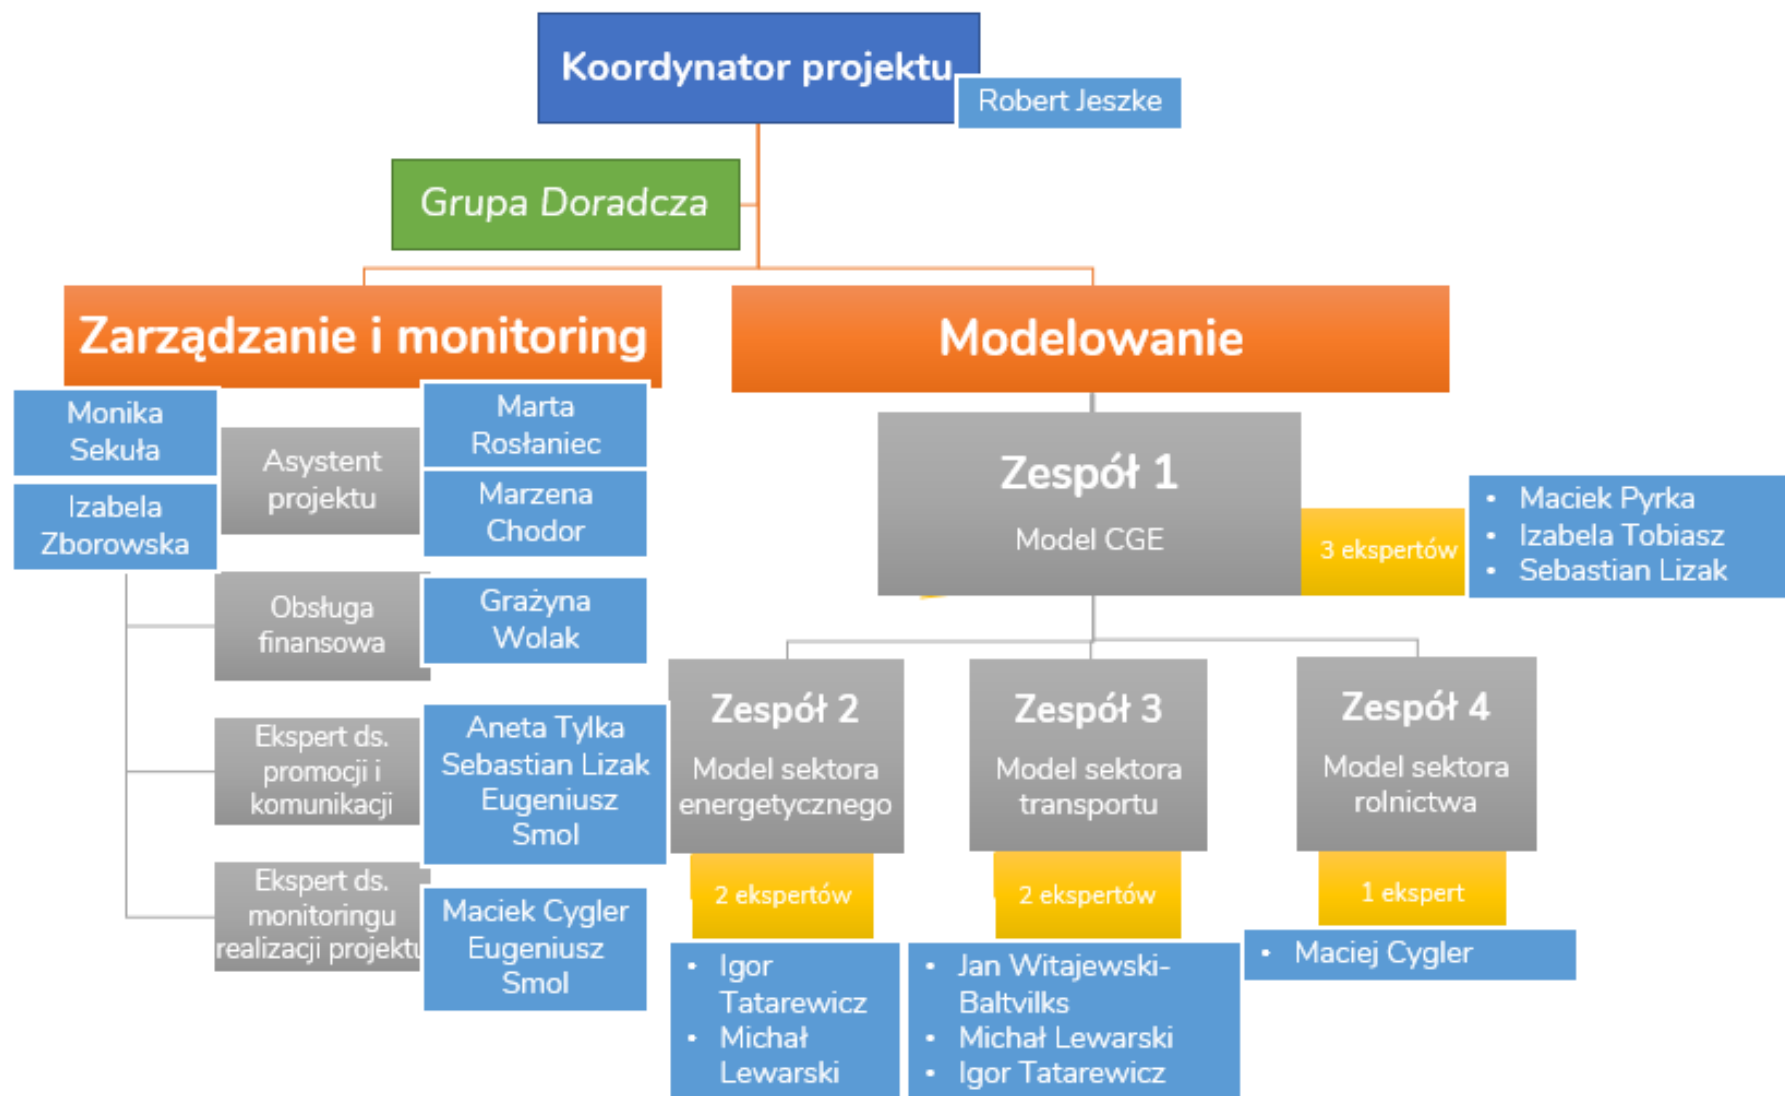 Koordynator projektu
Robert Jeszke
Grupa Doradcza
Zarządzanie i monitoring
Modelowanie
Monika
Sekuła
Izabela
Zborowska
Asystent
projektu
Marta
Rosłaniec
Marzena
Chodor
Obsługa
finansowa
Grażyna
Wolak
Ekspert ds.
promocji i
komunikacji
Aneta Tylka
Sebastian Lizak
Eugeniusz
Smol
Ekspert ds.
monitoringu
realizacji projektu
Maciek Cygler
Eugeniusz
Smol
Zespół 1
Model CGE
3 ekspertów
• Maciek Pyrka
• Izabela Tobiasz
• Sebastian Lizak
Zespół 2
Model sektora
energetycznego
2 ekspertów
• Igor
Tatarewicz
• Michał
Lewarski
Zespół 3
Model sektora
transportu
2 ekspertów
• Jan Witajewski-
Baltvilks
• Michał Lewarski
• Igor Tatarewicz
Zespół 4
Model sektora
rolnictwa
1 ekspert
• Maciej Cygler